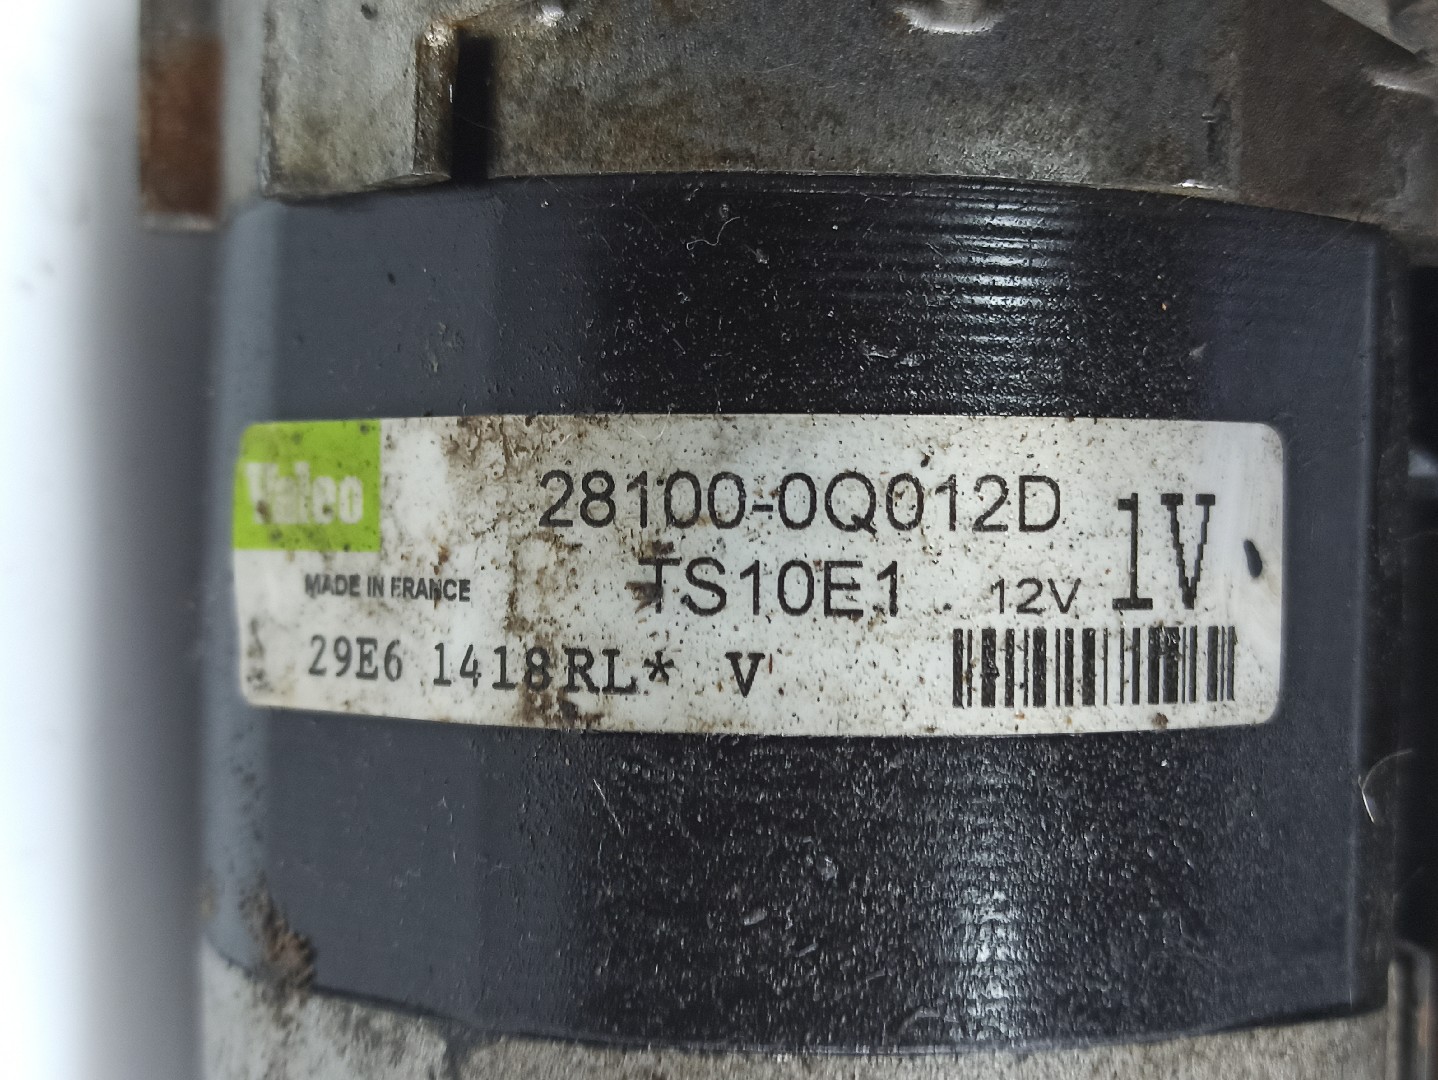 Valeo
28100-0Q012D
1V
MADE IN FRANCE
TS10E1
12V
29E6 1418RL* V